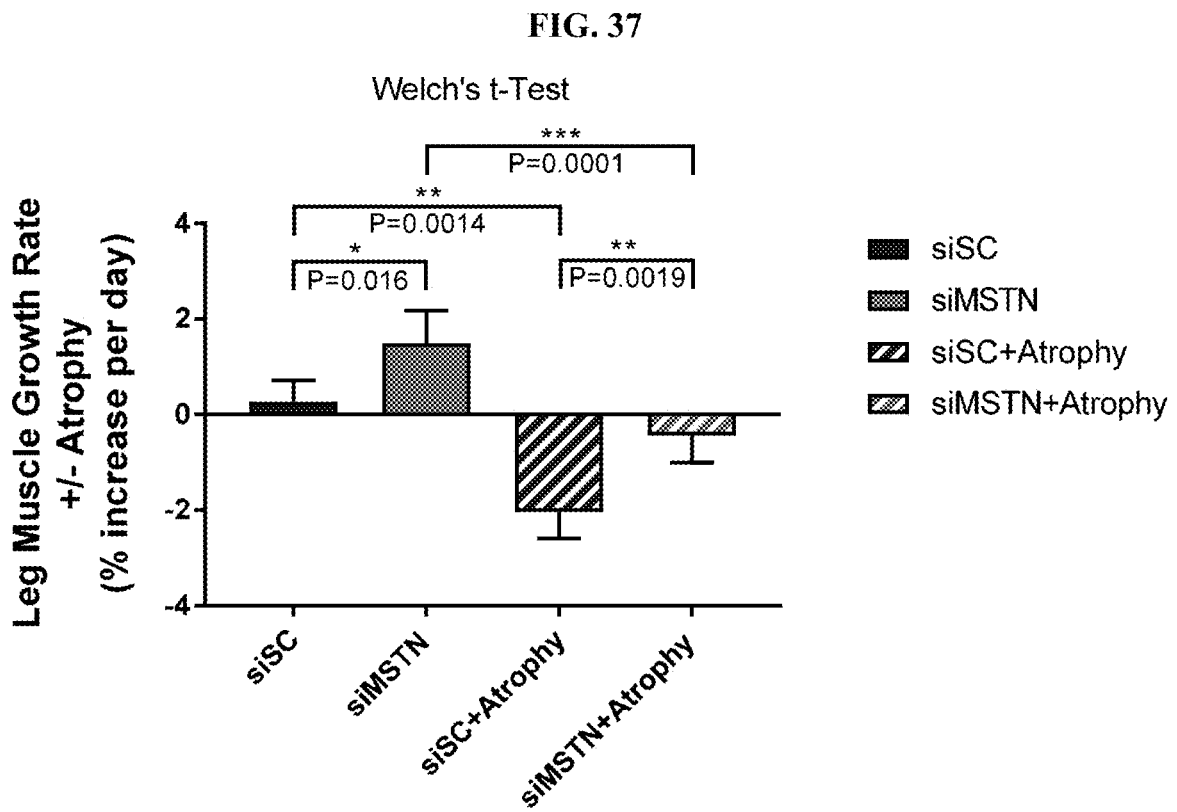 FIG. 37
Welch's t-Test
***
P=0.0001
**
P=0.0014
*
P=0.016
**
P=0.0019
Leg Muscle Growth Rate
+/- Atrophy
(% increase per day)
4
2
0
-2
-4
siSC
siMSTN
siSC+Atrophy
siMSTN+Atrophy
siSC
siMSTN
siSC+Atrophy
siMSTN+Atrophy